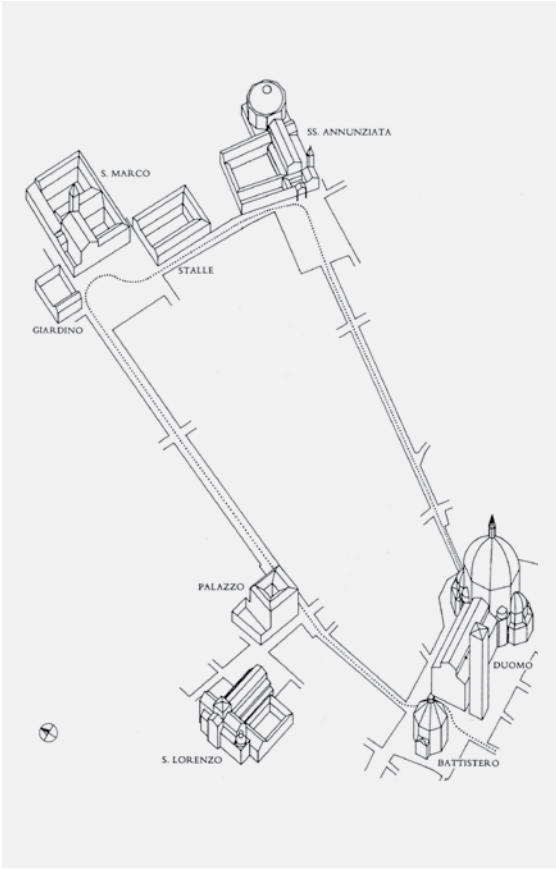 SS. ANNUNZIATA
S. MARCO
STALLE
GIARDINO
PALAZZO
DUOMO
S. LORENZO
BATTISTERO